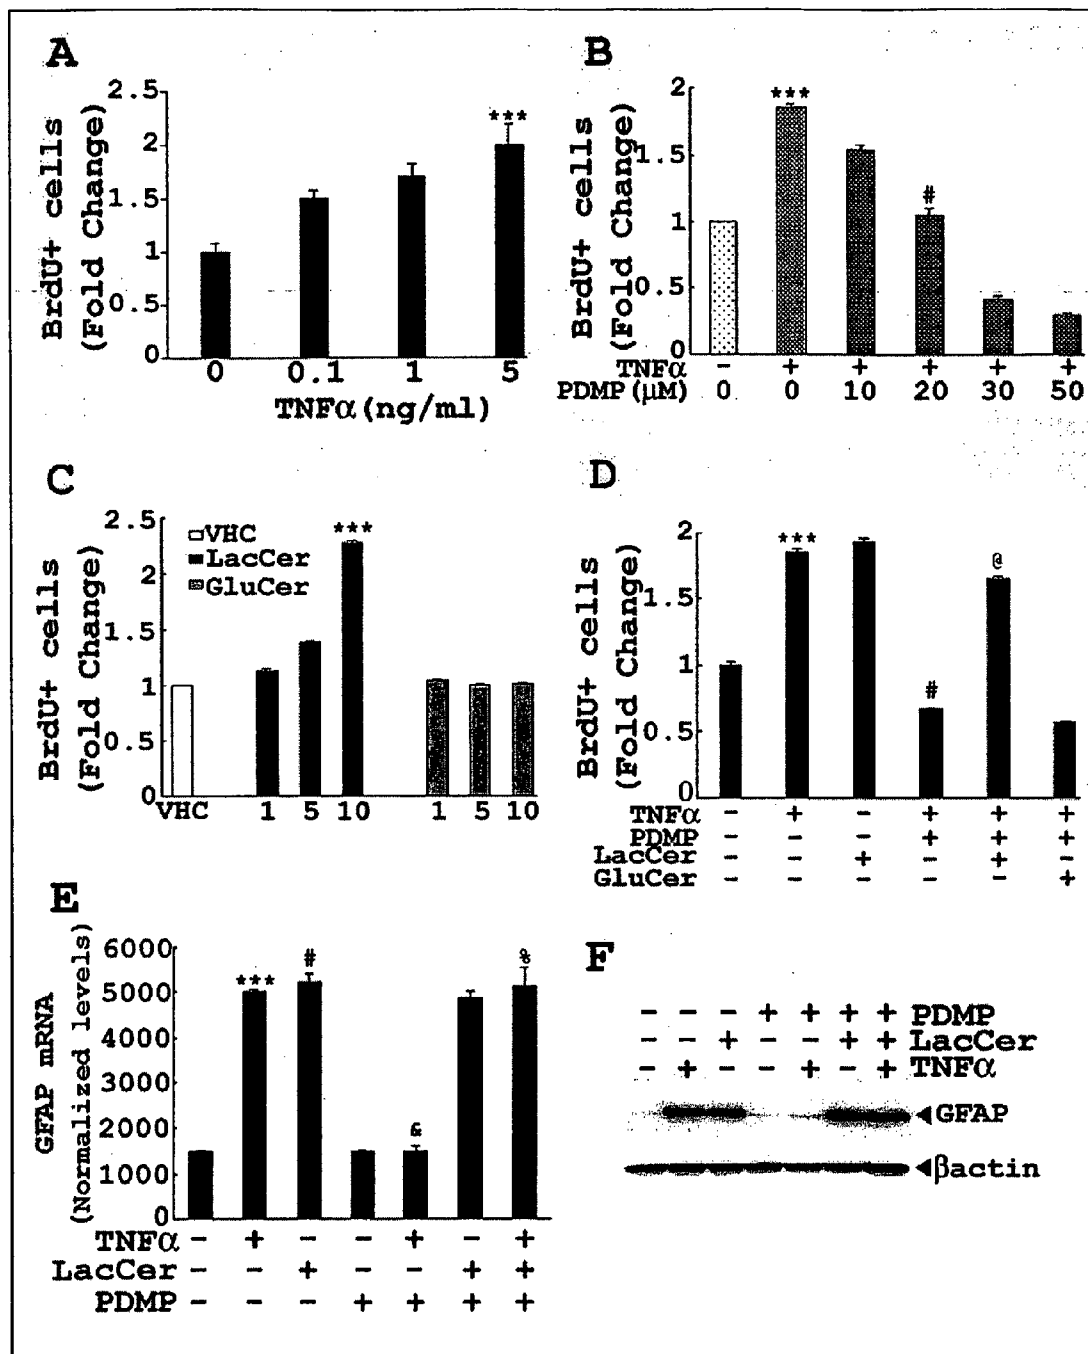 A
BrdU+ cells
(Fold Change)
2.5
2
1.5
1
0.5
0
***
0 0.1 1 5
TNFα(ng/ml)
B
BrdU+ cells
(Fold Change)
2
1.5
1
0.5
0
***
#
TNFα - + + + + +
PDMP(μM) 0 0 10 20 30 50
C
BrdU+ cells
(Fold Change)
2.5
2
1.5
1
0.5
0
VHC
LacCer
GluCer
***
VHC 1 5 10 1 5 10
D
BrdU+ cells
(Fold Change)
2
1.5
1
0.5
0
***
#
@
TNFα - + - + + +
PDMP - - - + + +
LacCer - - + - + -
GluCer - - - - - +
E
GFAP mRNA
(Normalized levels)
6000
5000
4000
3000
2000
1000
0
***
#
&
%
TNFα - + - - + - +
LacCer - - + - - + +
PDMP - - - + + + +
F
- - - + + + + PDMP
- - + - - + + LacCer
- + - - + - + TNFα
GFAP
βactin